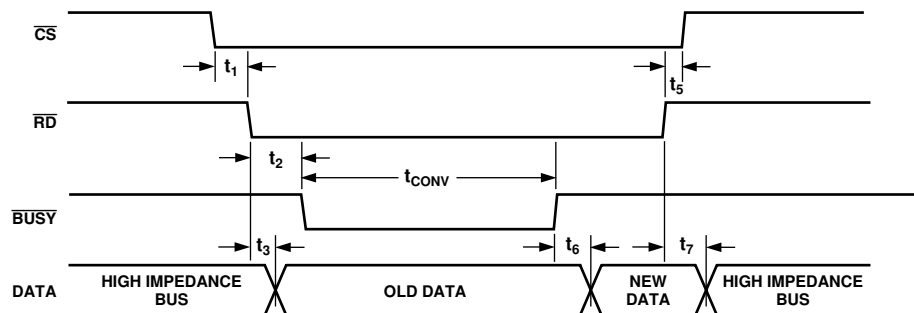 CS
t1
t5
RD
t2
tCONV
BUSY
t3
t6
t7
DATA
HIGH IMPEDANCE
BUS
OLD DATA
NEW
DATA
HIGH IMPEDANCE
BUS